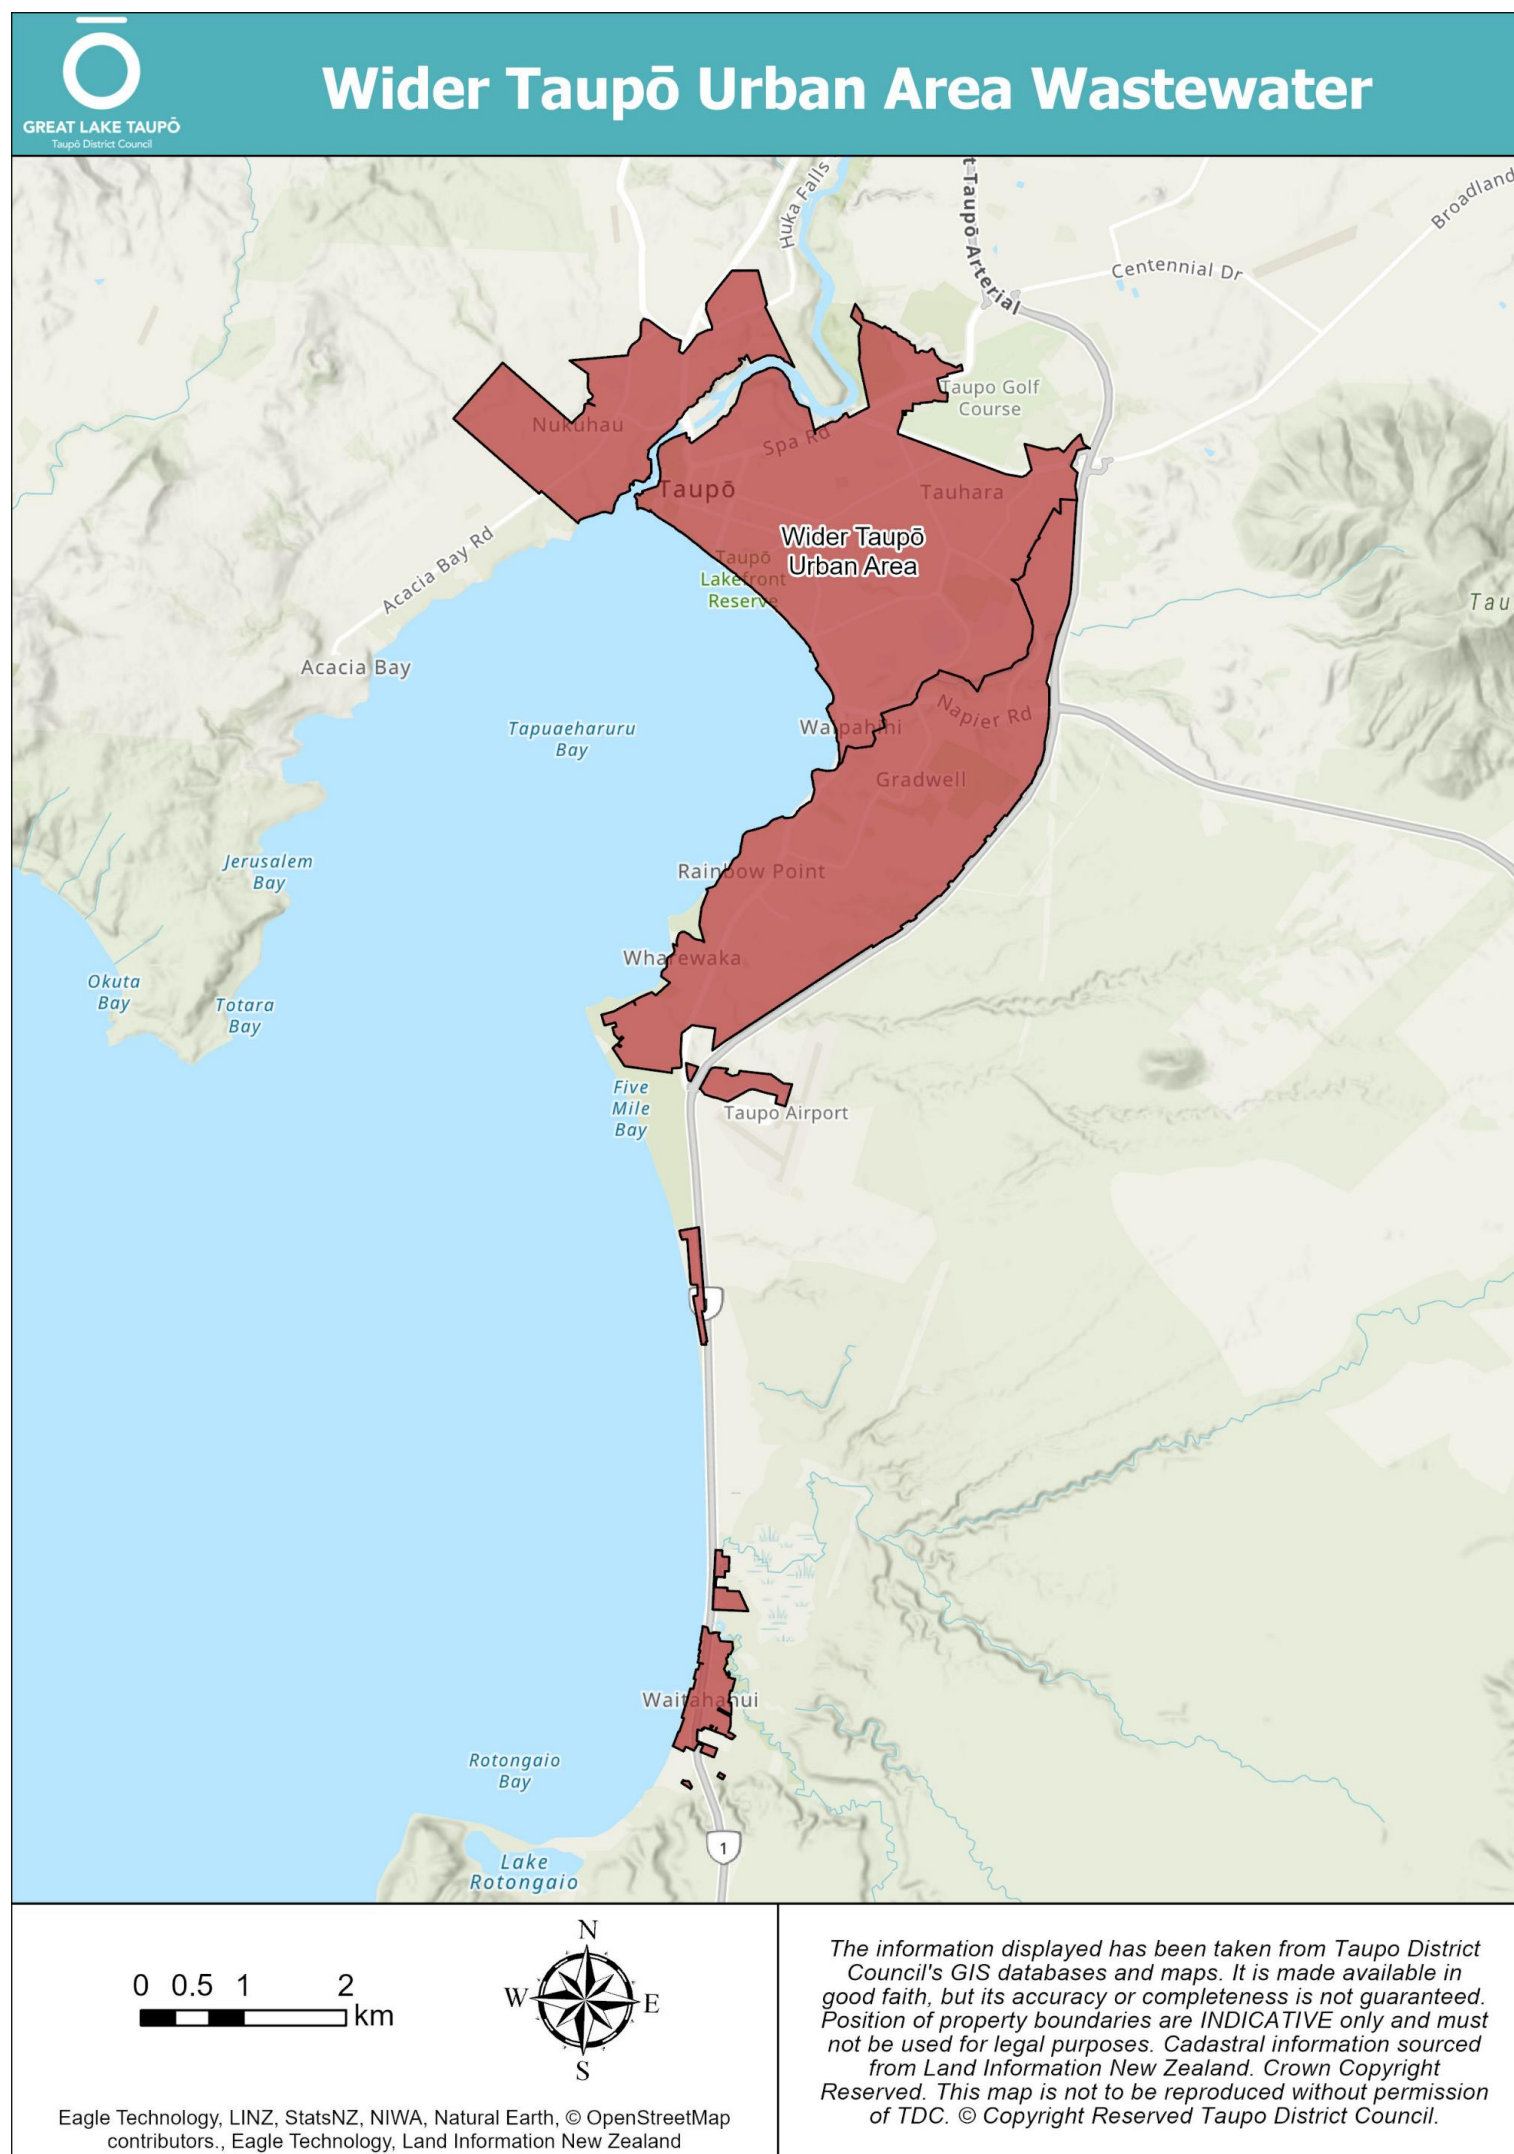 GREAT LAKE TAUPŌ
Taupō District Council
Wider Taupō Urban Area Wastewater
Huka Falls
t Taupō Arterial
Broadland
Centennial Dr
Taupo Golf
Course
Nukuhau
Spa Rd
Taupō
Tauhara
Wider Taupō
Urban Area
Taupō
Lakefront
Reserve
Acacia Bay Rd
Tau
Acacia Bay
Tapuaeharuru
Bay
Waipahihi
Napier Rd
Gradwell
Jerusalem
Bay
Rainbow Point
Wharewaka
Okuta
Bay
Totara
Bay
Five
Mile
Bay
Taupo Airport
Waitahanui
Rotongaio
Bay
1
Lake
Rotongaio
0 0.5 1 2
km
N
W E
S
Eagle Technology, LINZ, StatsNZ, NIWA, Natural Earth, © OpenStreetMap
contributors., Eagle Technology, Land Information New Zealand
The information displayed has been taken from Taupo District
Council's GIS databases and maps. It is made available in
good faith, but its accuracy or completeness is not guaranteed.
Position of property boundaries are INDICATIVE only and must
not be used for legal purposes. Cadastral information sourced
from Land Information New Zealand. Crown Copyright
Reserved. This map is not to be reproduced without permission
of TDC. © Copyright Reserved Taupo District Council.